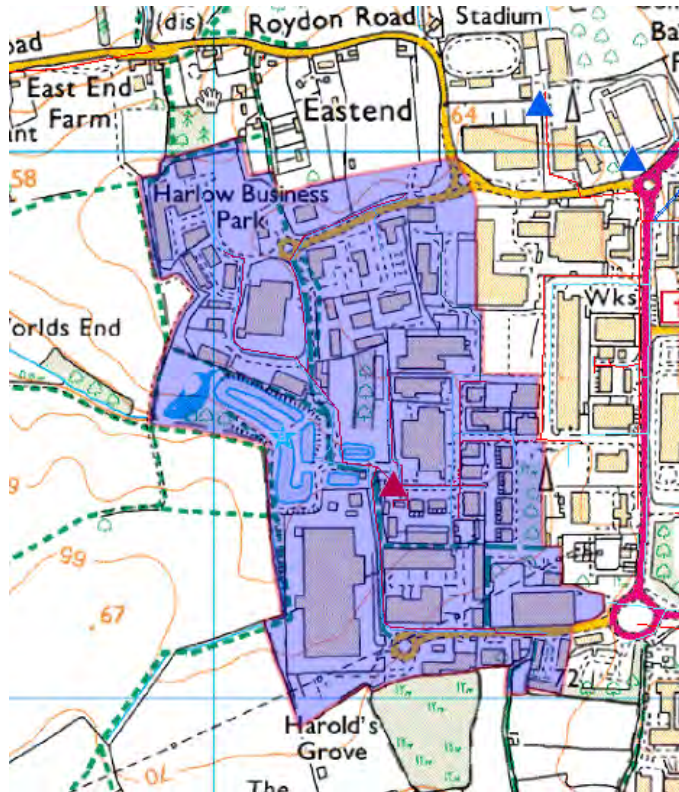 (dis)
Roydon Road
Stadium
oad
East End
Farm
Eastend
64
58
Harlow Business
Park
Wks
orlds End
65
67
Harold's
Grove
70
The